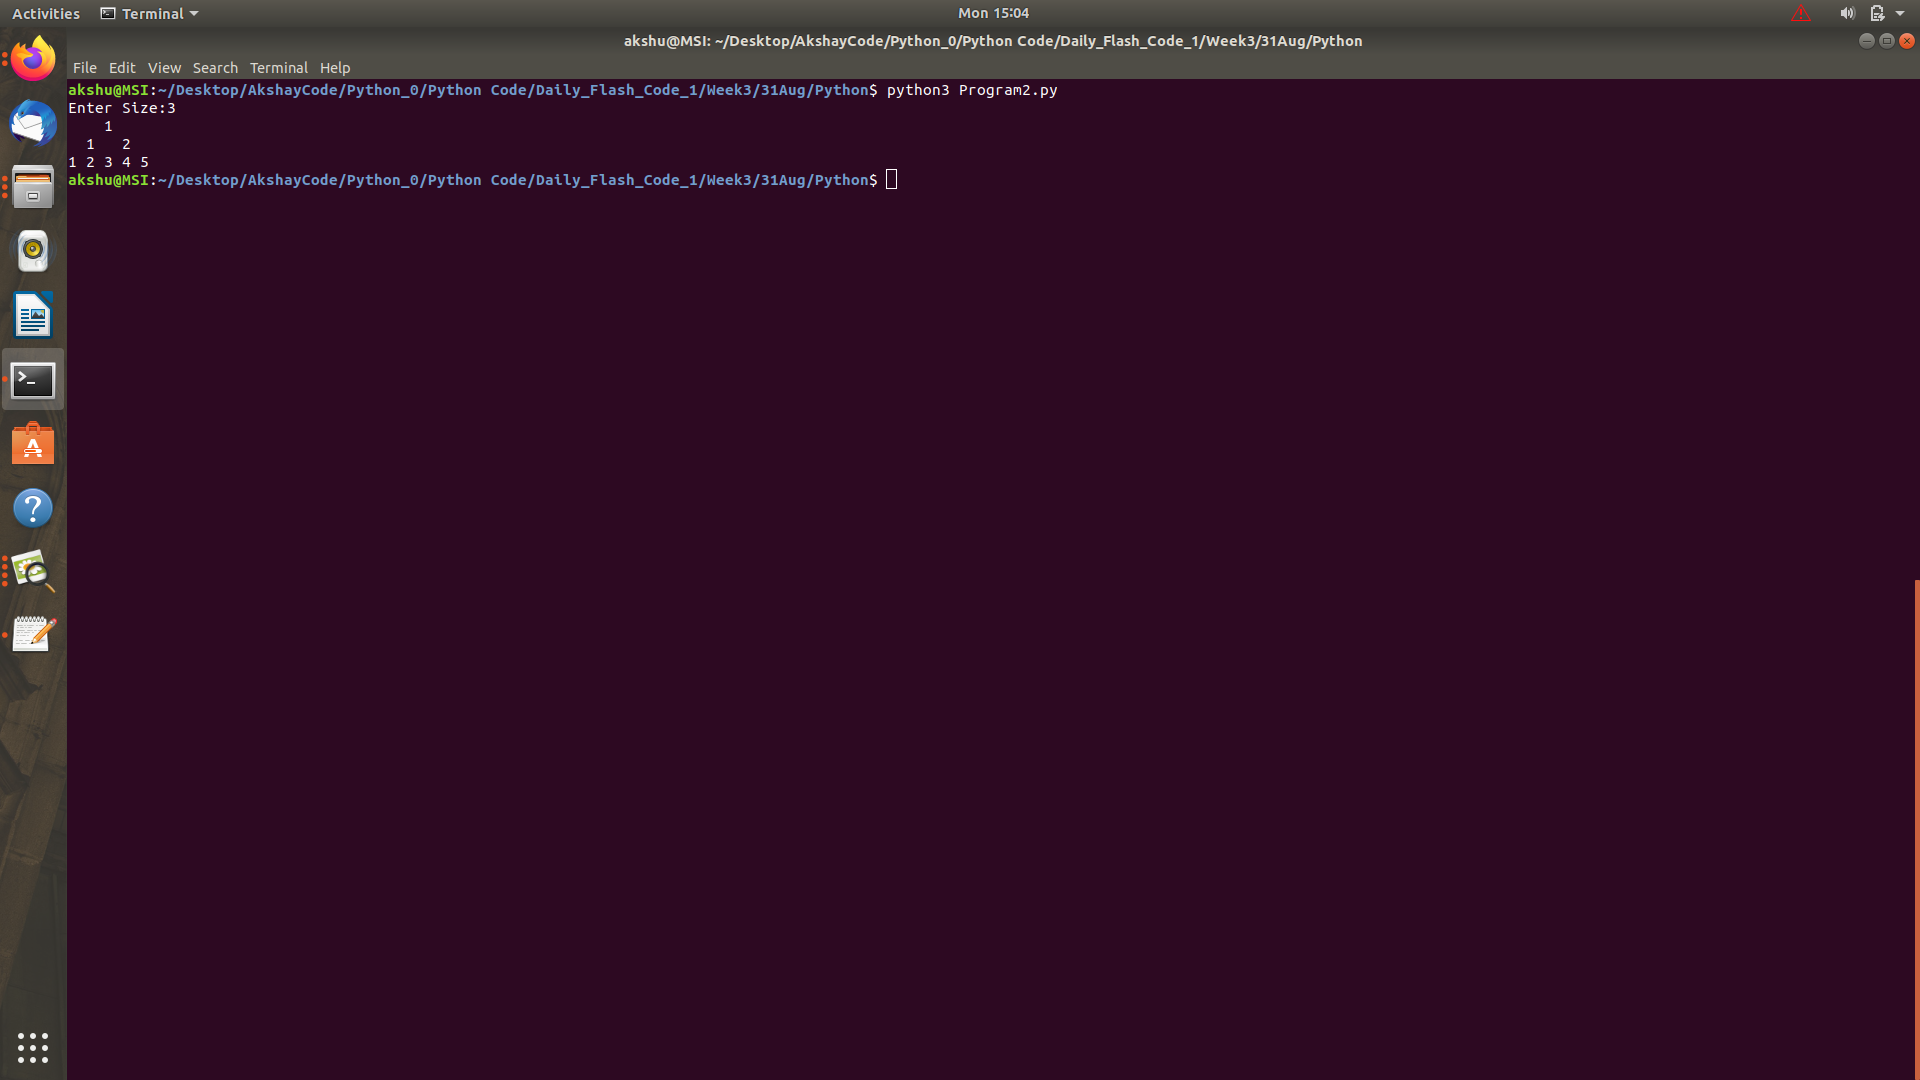 Activities Terminal Mon 15:04
akshu@MSI: ~/Desktop/AkshayCode/Python_0/Python Code/Daily_Flash_Code_1/Week3/31Aug/Python
File Edit View Search Terminal Help
akshu@MSI:~/Desktop/AkshayCode/Python_0/Python Code/Daily_Flash_Code_1/Week3/31Aug/Python$ python3 Program2.py
Enter Size:3
    1
  1   2
1 2 3 4 5
akshu@MSI:~/Desktop/AkshayCode/Python_0/Python Code/Daily_Flash_Code_1/Week3/31Aug/Python$